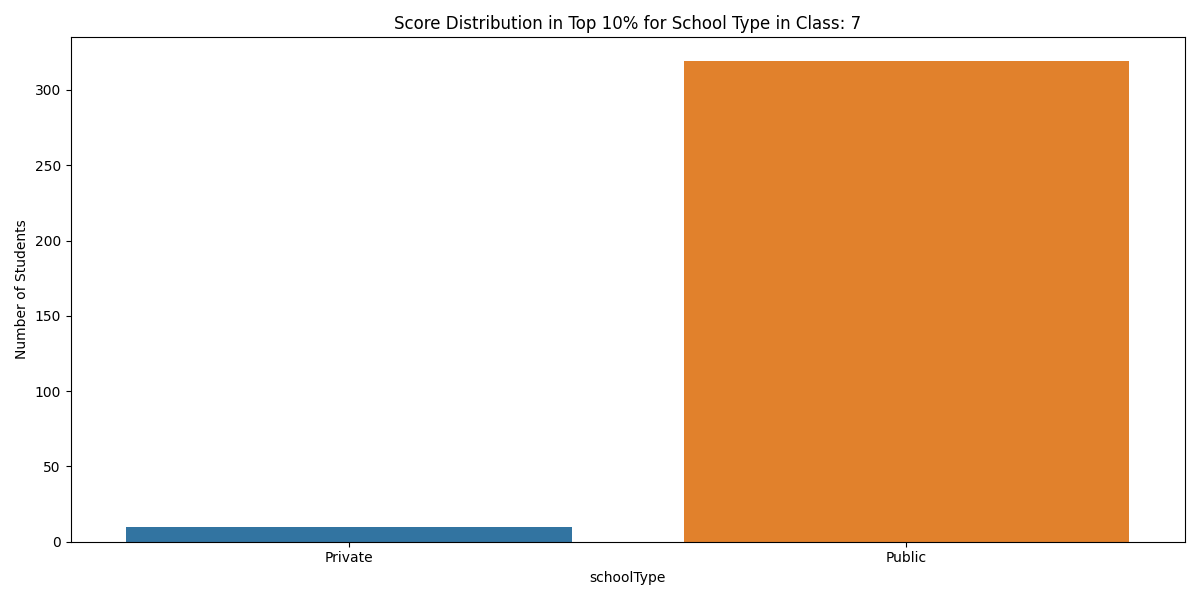 Score Distribution in Top 10% for School Type in Class: 7
Number of Students
300
250
200
150
100
50
0
Private
Public
schoolType